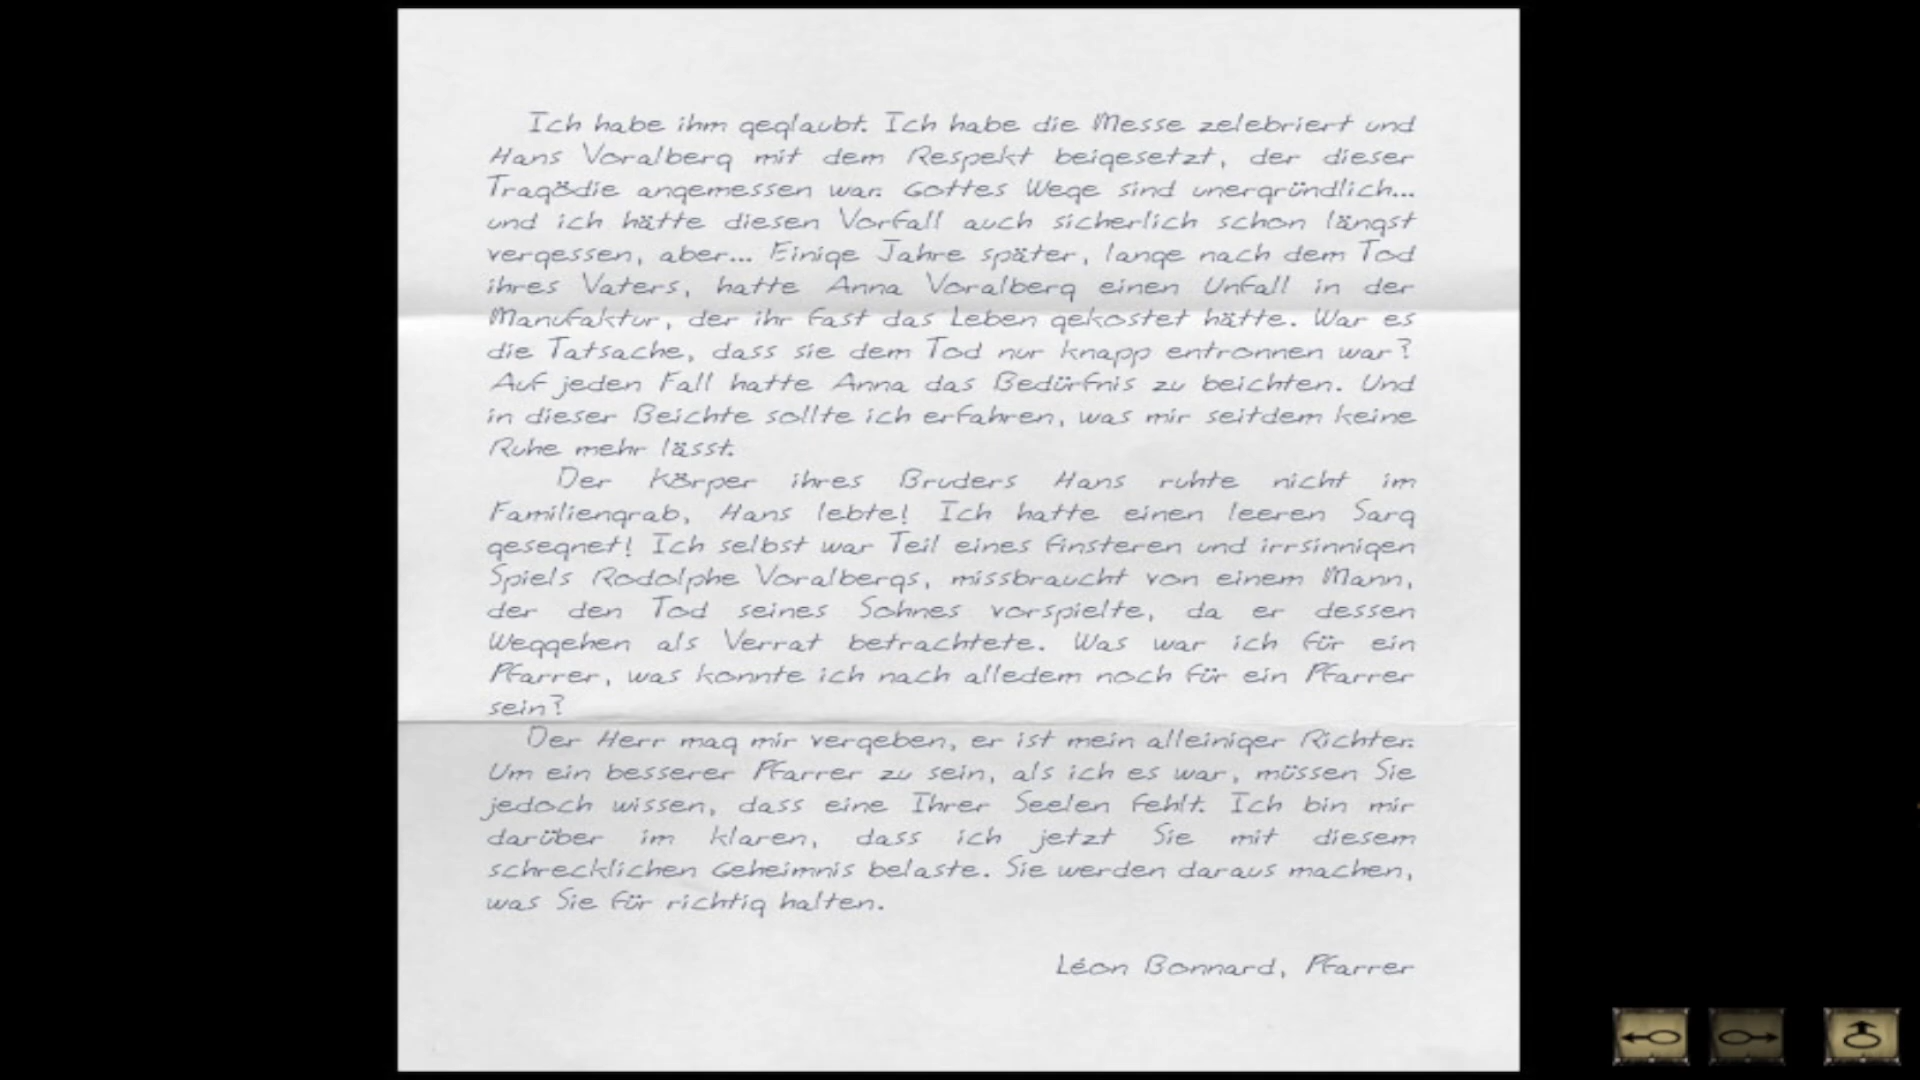 Ich habe ihm geglaubt. Ich habe die Messe zelebriert und
Hans Voralberg mit dem Respekt beigesetzt, der dieser
Tragödie angemessen war. Gottes Wege sind unergründlich...
und ich hätte diesen Vorfall auch sicherlich schon längst
vergessen, aber... Einige Jahre später, lange nach dem Tod
ihres Vaters, hatte Anna Voralberg einen Unfall in der
Manufaktur, der ihr fast das Leben gekostet hätte. War es
die Tatsache, dass sie dem Tod nur knapp entronnen war?
Auf jeden Fall hatte Anna das Bedürfnis zu beichten. Und
in dieser Beichte sollte ich erfahren, was mir seitdem keine
Ruhe mehr lässt.
Der Körper ihres Bruders Hans ruhte nicht im
Familiengrab, Hans lebte! Ich hatte einen leeren Sarg
gesegnet! Ich selbst war Teil eines finsteren und irrsinnigen
Spiels Rodolphe Voralbergs, missbraucht von einem Mann,
der den Tod seines Sohnes vorspielte, da er dessen
Weggehen als Verrat betrachtete. Was war ich für ein
Pfarrer, was konnte ich nach alledem noch für ein Pfarrer
sein?
Der Herr mag mir vergeben, er ist mein alleiniger Richter.
Um ein besserer Pfarrer zu sein, als ich es war, müssen Sie
jedoch wissen, dass eine Ihrer Seelen fehlt. Ich bin mir
darüber im klaren, dass ich jetzt Sie mit diesem
schrecklichen Geheimnis belaste. Sie werden daraus machen,
was Sie für richtig halten.
Léon Bonnard, Pfarrer